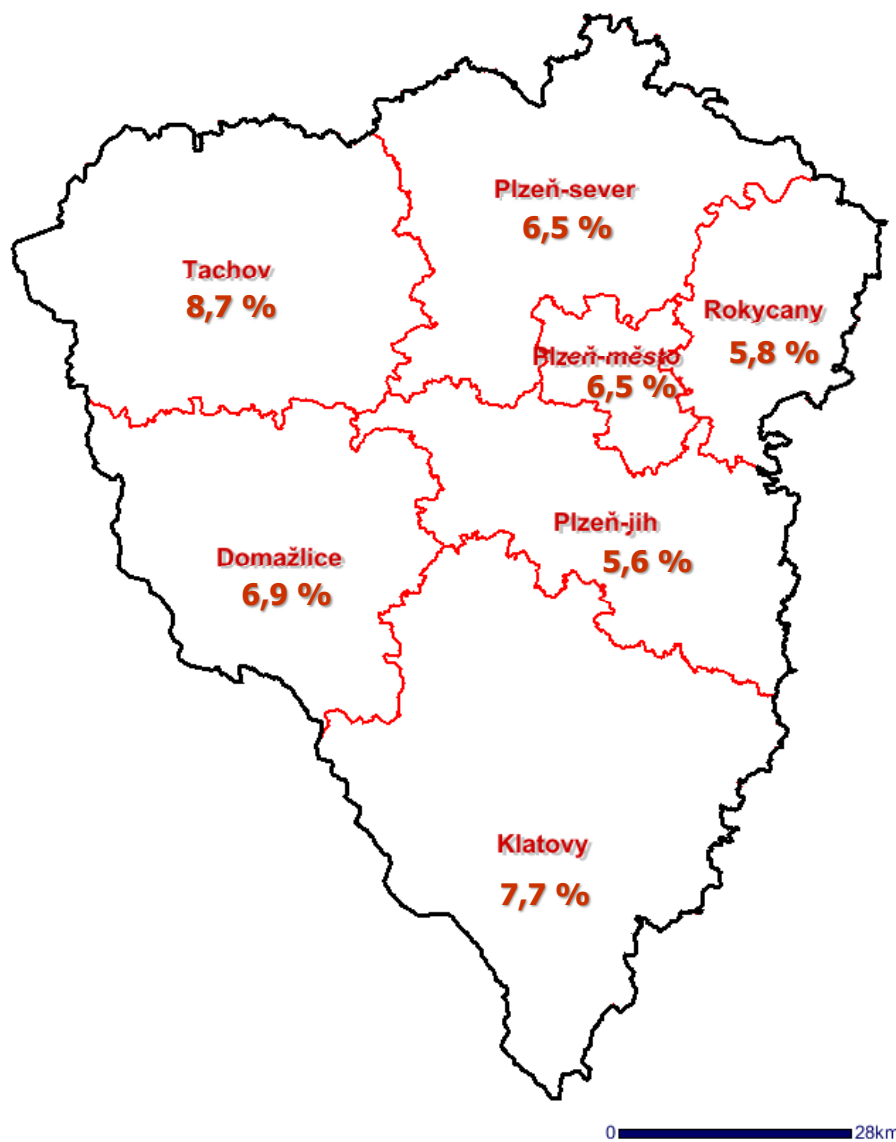 Plzeň-sever
6,5 %
Tachov
8,7 %
Rokycany
5,8 %
Plzeň-město
6,5 %
Plzeň-jih
5,6 %
Domažlice
6,9 %
Klatovy
7,7 %
0 28km